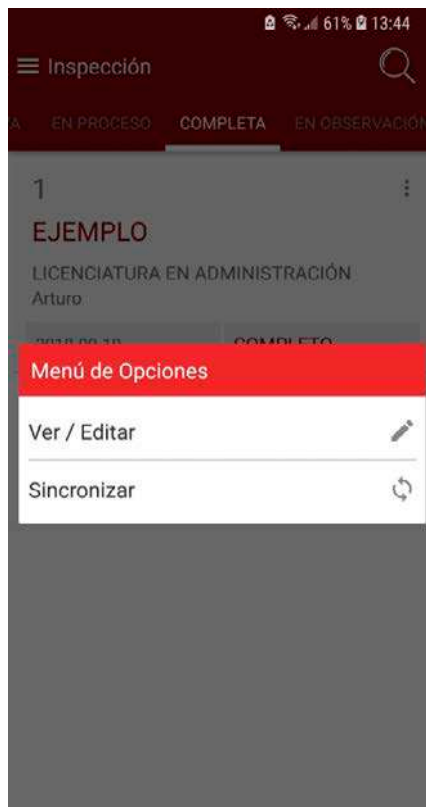 61% 13:44
Inspección
EN PROCESO COMPLETA EN OBSERVACIÓN
1
EJEMPLO
LICENCIATURA EN ADMINISTRACIÓN
Arturo
COMPLETO
Menú de Opciones
Ver / Editar
Sincronizar